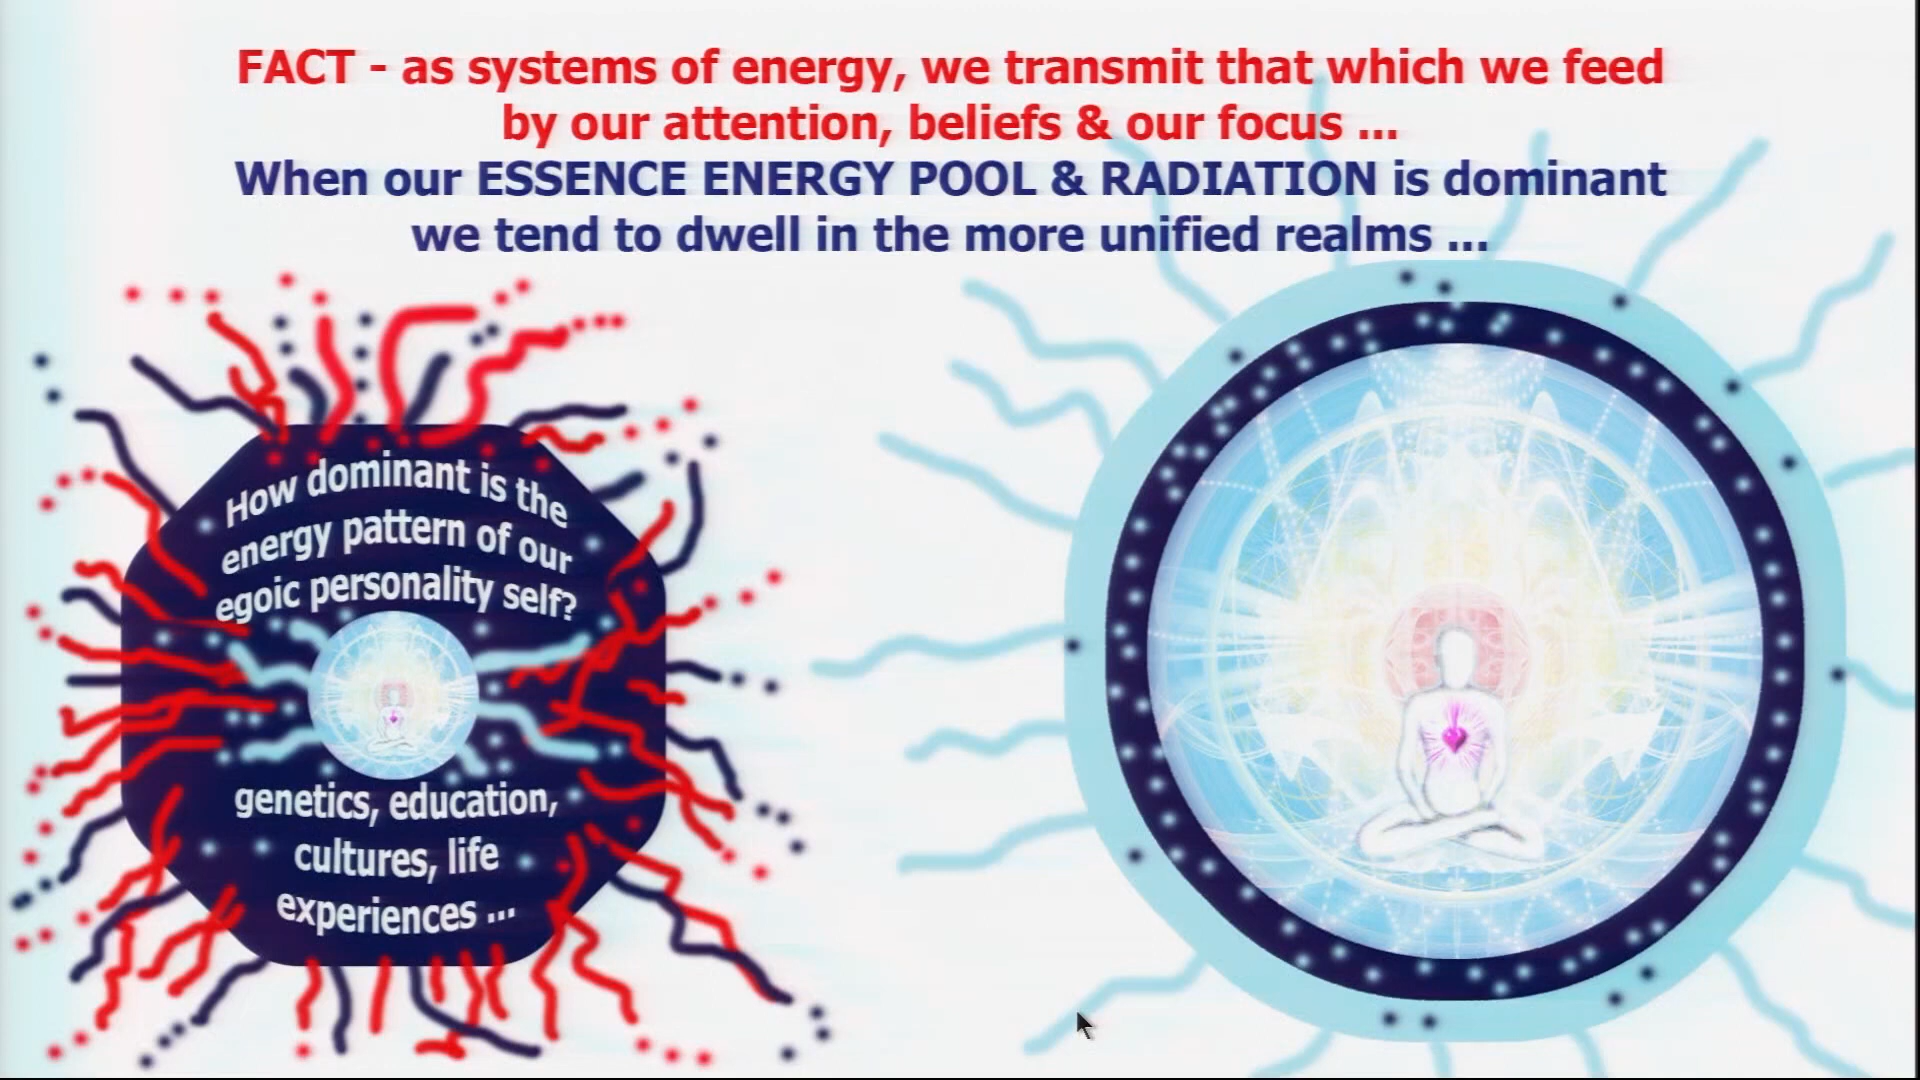 FACT - as systems of energy, we transmit that which we feed
by our attention, beliefs & our focus ...
When our ESSENCE ENERGY POOL & RADIATION is dominant
we tend to dwell in the more unified realms ...
How dominant is the
energy pattern of our
egoic personality self?
genetics, education,
cultures, life
experiences ...